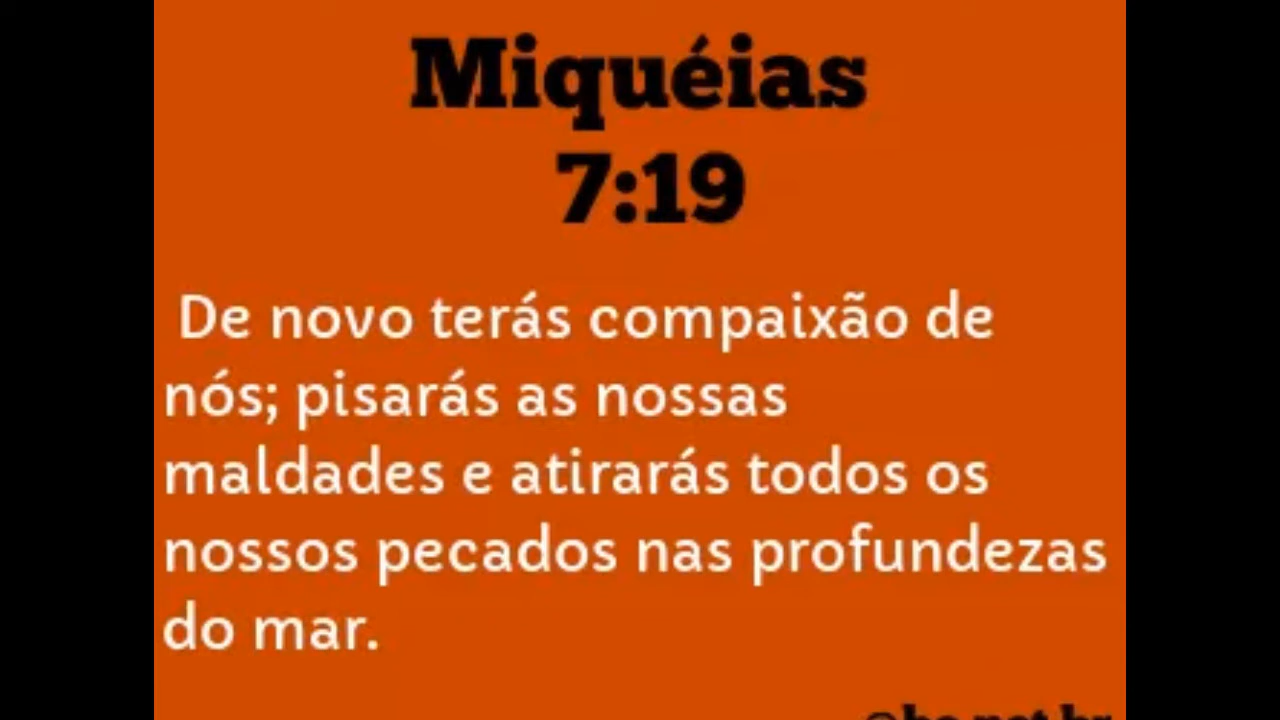 Miquéias
7:19
De novo terás compaixão de
nós; pisarás as nossas
maldades e atirarás todos os
nossos pecados nas profundezas
do mar.